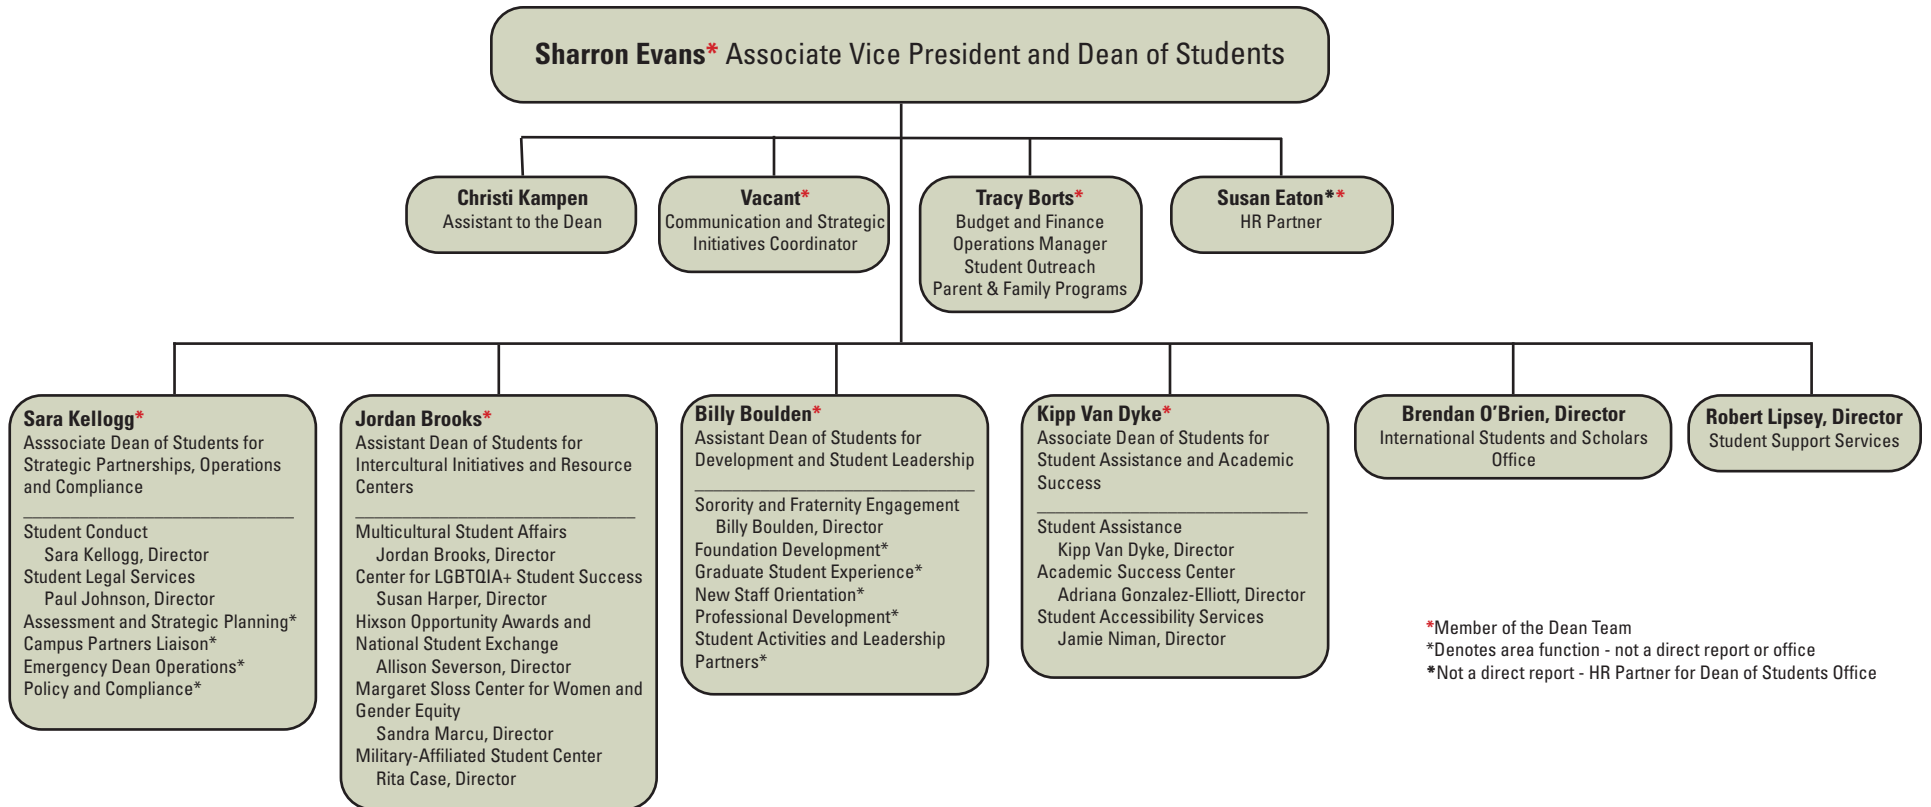 Sharron Evans* Associate Vice President and Dean of Students
Christi Kampen
Assistant to the Dean
Vacant*
Communication and Strategic
Initiatives Coordinator
Tracy Borts*
Budget and Finance
Operations Manager
Student Outreach
Parent & Family Programs
Susan Eaton**
HR Partner
Sara Kellogg*
Asssociate Dean of Students for
Strategic Partnerships, Operations
and Compliance
Student Conduct
Sara Kellogg, Director
Student Legal Services
Paul Johnson, Director
Assessment and Strategic Planning*
Campus Partners Liaison*
Emergency Dean Operations*
Policy and Compliance*
Jordan Brooks*
Assistant Dean of Students for
Intercultural Initiatives and Resource
Centers
Multicultural Student Affairs
Jordan Brooks, Director
Center for LGBTQIA+ Student Success
Susan Harper, Director
Hixson Opportunity Awards and
National Student Exchange
Allison Severson, Director
Margaret Sloss Center for Women and
Gender Equity
Sandra Marcu, Director
Military-Affiliated Student Center
Rita Case, Director
Billy Boulden*
Assistant Dean of Students for
Development and Student Leadership
Sorority and Fraternity Engagement
Billy Boulden, Director
Foundation Development*
Graduate Student Experience*
New Staff Orientation*
Professional Development*
Student Activities and Leadership
Partners*
Kipp Van Dyke*
Associate Dean of Students for
Student Assistance and Academic
Success
Student Assistance
Kipp Van Dyke, Director
Academic Success Center
Adriana Gonzalez-Elliott, Director
Student Accessibility Services
Jamie Niman, Director
Brendan O’Brien, Director
International Students and Scholars
Office
Robert Lipsey, Director
Student Support Services
*Member of the Dean Team
*Denotes area function - not a direct report or office
*Not a direct report - HR Partner for Dean of Students Office